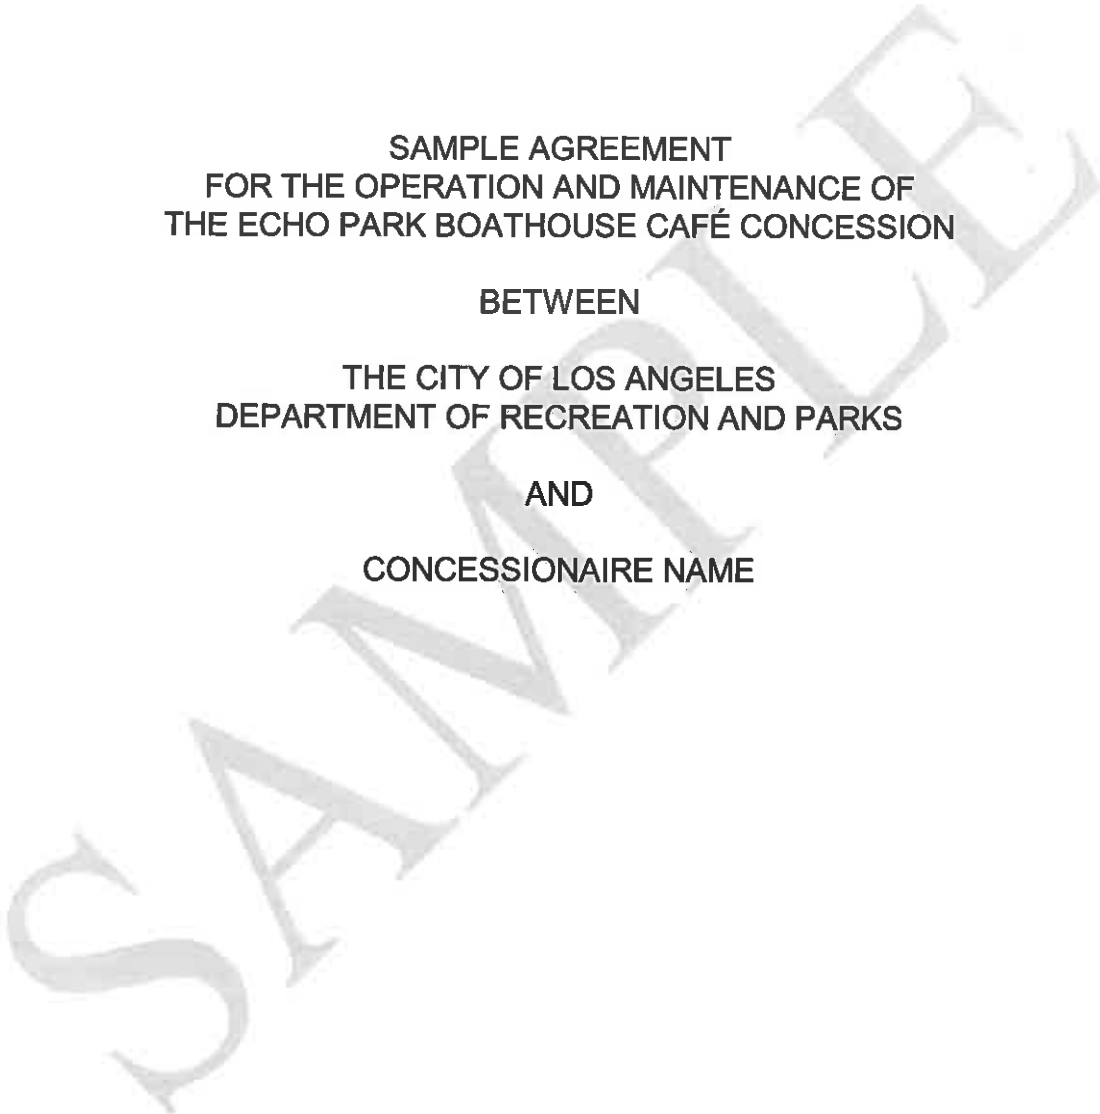 SAMPLE AGREEMENT
FOR THE OPERATION AND MAINTENANCE OF
THE ECHO PARK BOATHOUSE CAFÉ CONCESSION
BETWEEN
THE CITY OF LOS ANGELES
DEPARTMENT OF RECREATION AND PARKS
AND
CONCESSIONAIRE NAME
SAMPLE